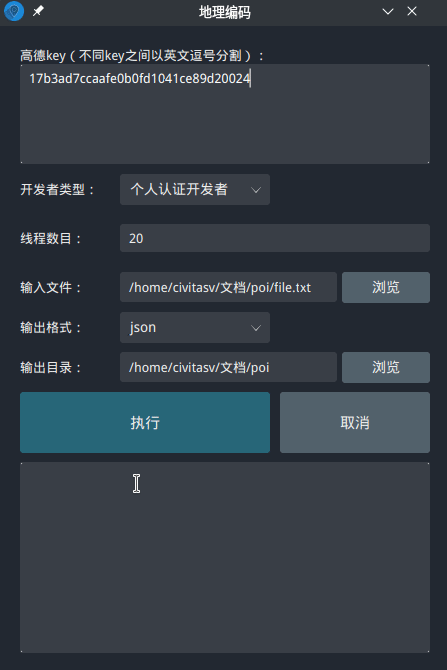 地理编码
高德key（不同key之间以英文逗号分割）：
17b3ad7ccaafe0b0fd1041ce89d20024
开发者类型： 个人认证开发者
线程数目： 20
输入文件： /home/civitasv/文档/poi/file.txt 浏览
输出格式： json
输出目录： /home/civitasv/文档/poi 浏览
执行 取消